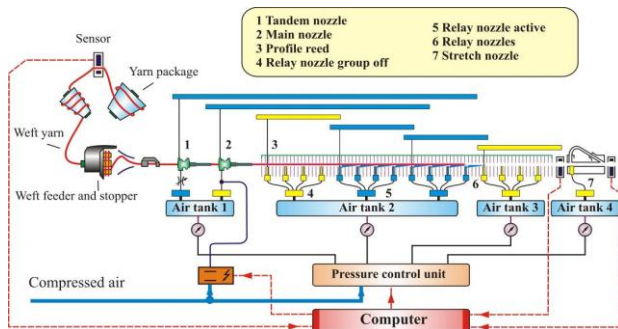 Sensor
Yarn package
Weft yarn
Weft feeder and stopper
1 Tandem nozzle
2 Main nozzle
3 Profile reed
4 Relay nozzle group off
5 Relay nozzle active
6 Relay nozzles
7 Stretch nozzle
1
2
3
4
5
6
7
Air tank 1
Air tank 2
Air tank 3
Air tank 4
Compressed air
Pressure control unit
Computer